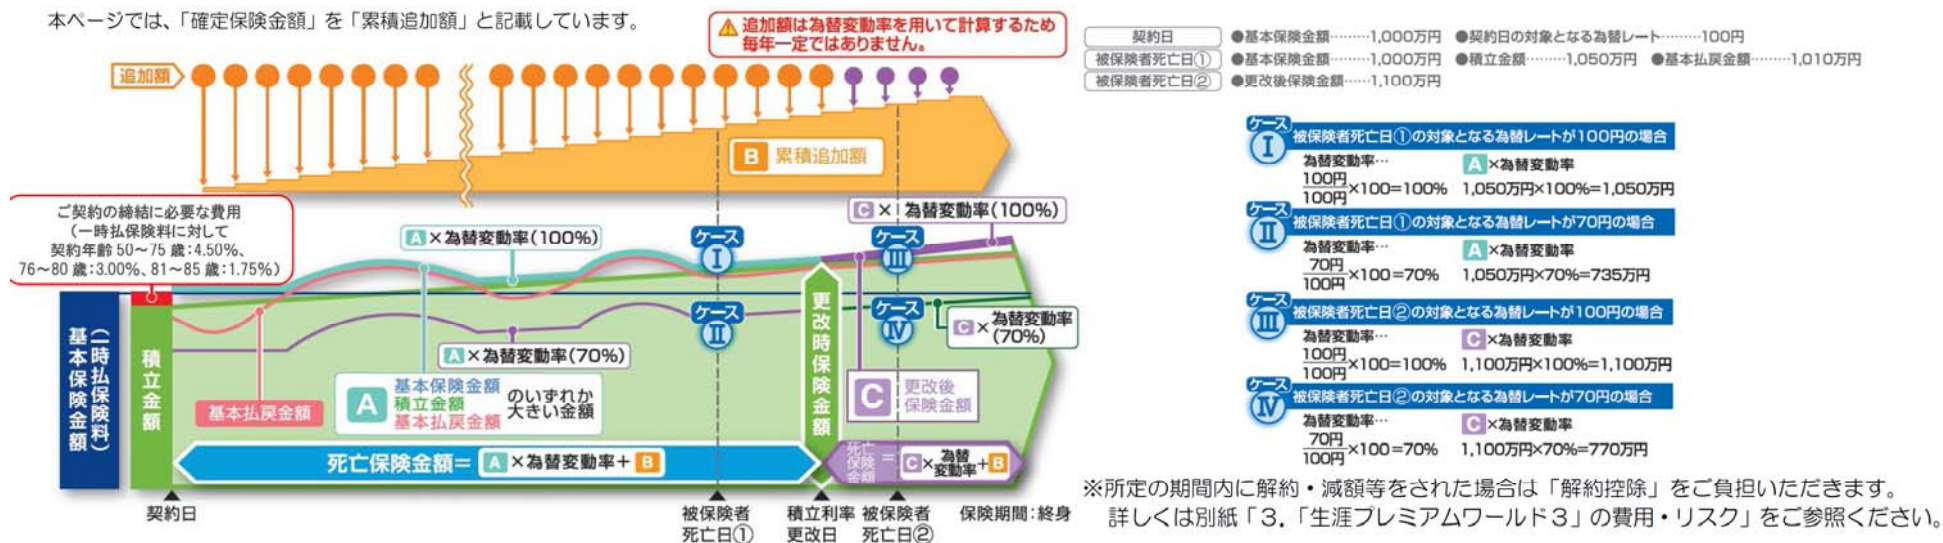 本ページでは、「確定保険金額」を「累積追加額」と記載しています。
追加額は為替変動率を用いて計算するため
毎年一定ではありません。
追加額
B 累積追加額
ご契約の締結に必要な費用
(一時払保険料に対して
契約年齢50～75歳:4.50%、
76～80歳:3.00%、81～85歳:1.75%)
A×為替変動率(100%)
C×為替変動率(100%)
ケース
I
ケース
III
ケース
II
ケース
IV
A×為替変動率(70%)
C×為替変動率
(70%)
基本保険金額
(一時払保険料)
積立金額
基本払戻金額
A
基本保険金額
積立金額
基本払戻金額
のいずれか
大きい金額
更改時保険金額
C
更改後
保険金額
死亡保険金額=A×為替変動率+B
死亡保険金額=C×為替変動率+B
契約日
被保険者
死亡日①
積立利率
更改日
被保険者
死亡日②
保険期間:終身
契約日 ●基本保険金額………1,000万円 ●契約日の対象となる為替レート………100円
被保険者死亡日① ●基本保険金額………1,000万円 ●積立金額………1,050万円 ●基本払戻金額………1,010万円
被保険者死亡日② ●更改後保険金額……1,100万円
ケース
I
被保険者死亡日①の対象となる為替レートが100円の場合
為替変動率… A×為替変動率
100円
100円 ×100=100% 1,050万円×100%=1,050万円
ケース
II
被保険者死亡日①の対象となる為替レートが70円の場合
為替変動率… A×為替変動率
70円
100円 ×100=70% 1,050万円×70%=735万円
ケース
III
被保険者死亡日②の対象となる為替レートが100円の場合
為替変動率… C×為替変動率
100円
100円 ×100=100% 1,100万円×100%=1,100万円
ケース
IV
被保険者死亡日②の対象となる為替レートが70円の場合
為替変動率… C×為替変動率
70円
100円 ×100=70% 1,100万円×70%=770万円
※所定の期間内に解約・減額等をされた場合は「解約控除」をご負担いただきます。
詳しくは別紙「3.「生涯プレミアムワールド3」の費用・リスク」をご参照ください。